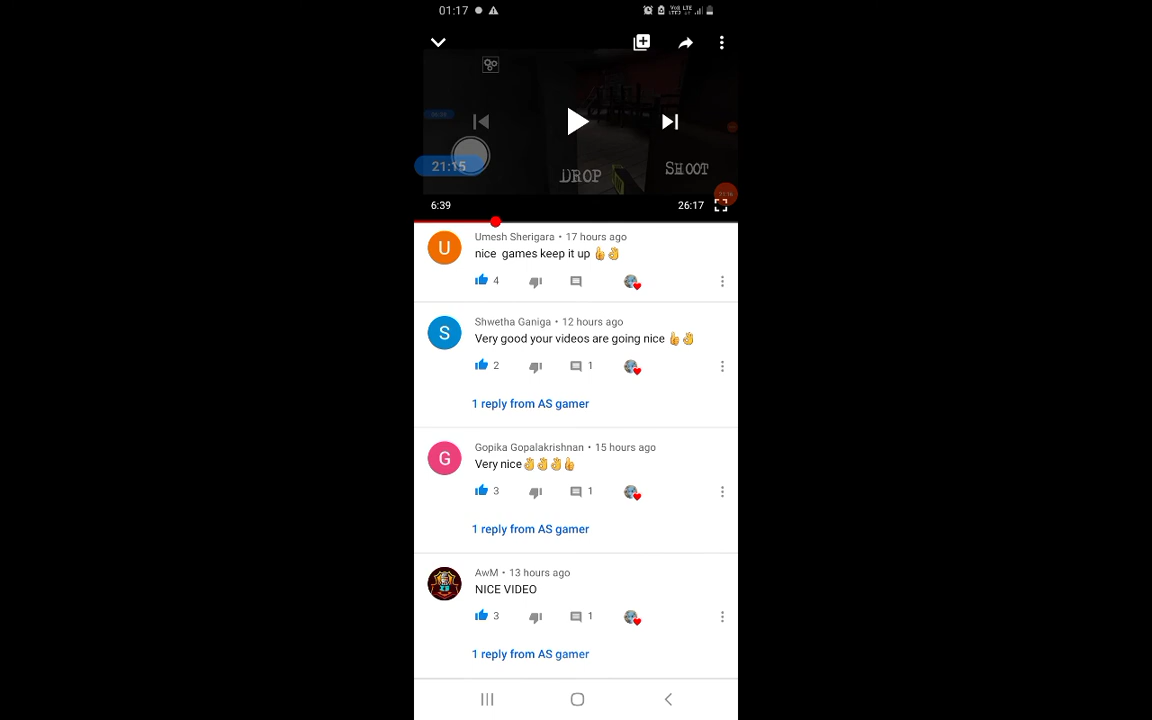 01:17
DROP
SHOOT
21:15
6:39
26:17
U
Umesh Sherigara • 17 hours ago
nice games keep it up 👍👌
4
S
Shwetha Ganiga • 12 hours ago
Very good your videos are going nice 👍👌
2
1
1 reply from AS gamer
G
Gopika Gopalakrishnan • 15 hours ago
Very nice👌👌👌👍
3
1
1 reply from AS gamer
AwM • 13 hours ago
NICE VIDEO
3
1
1 reply from AS gamer